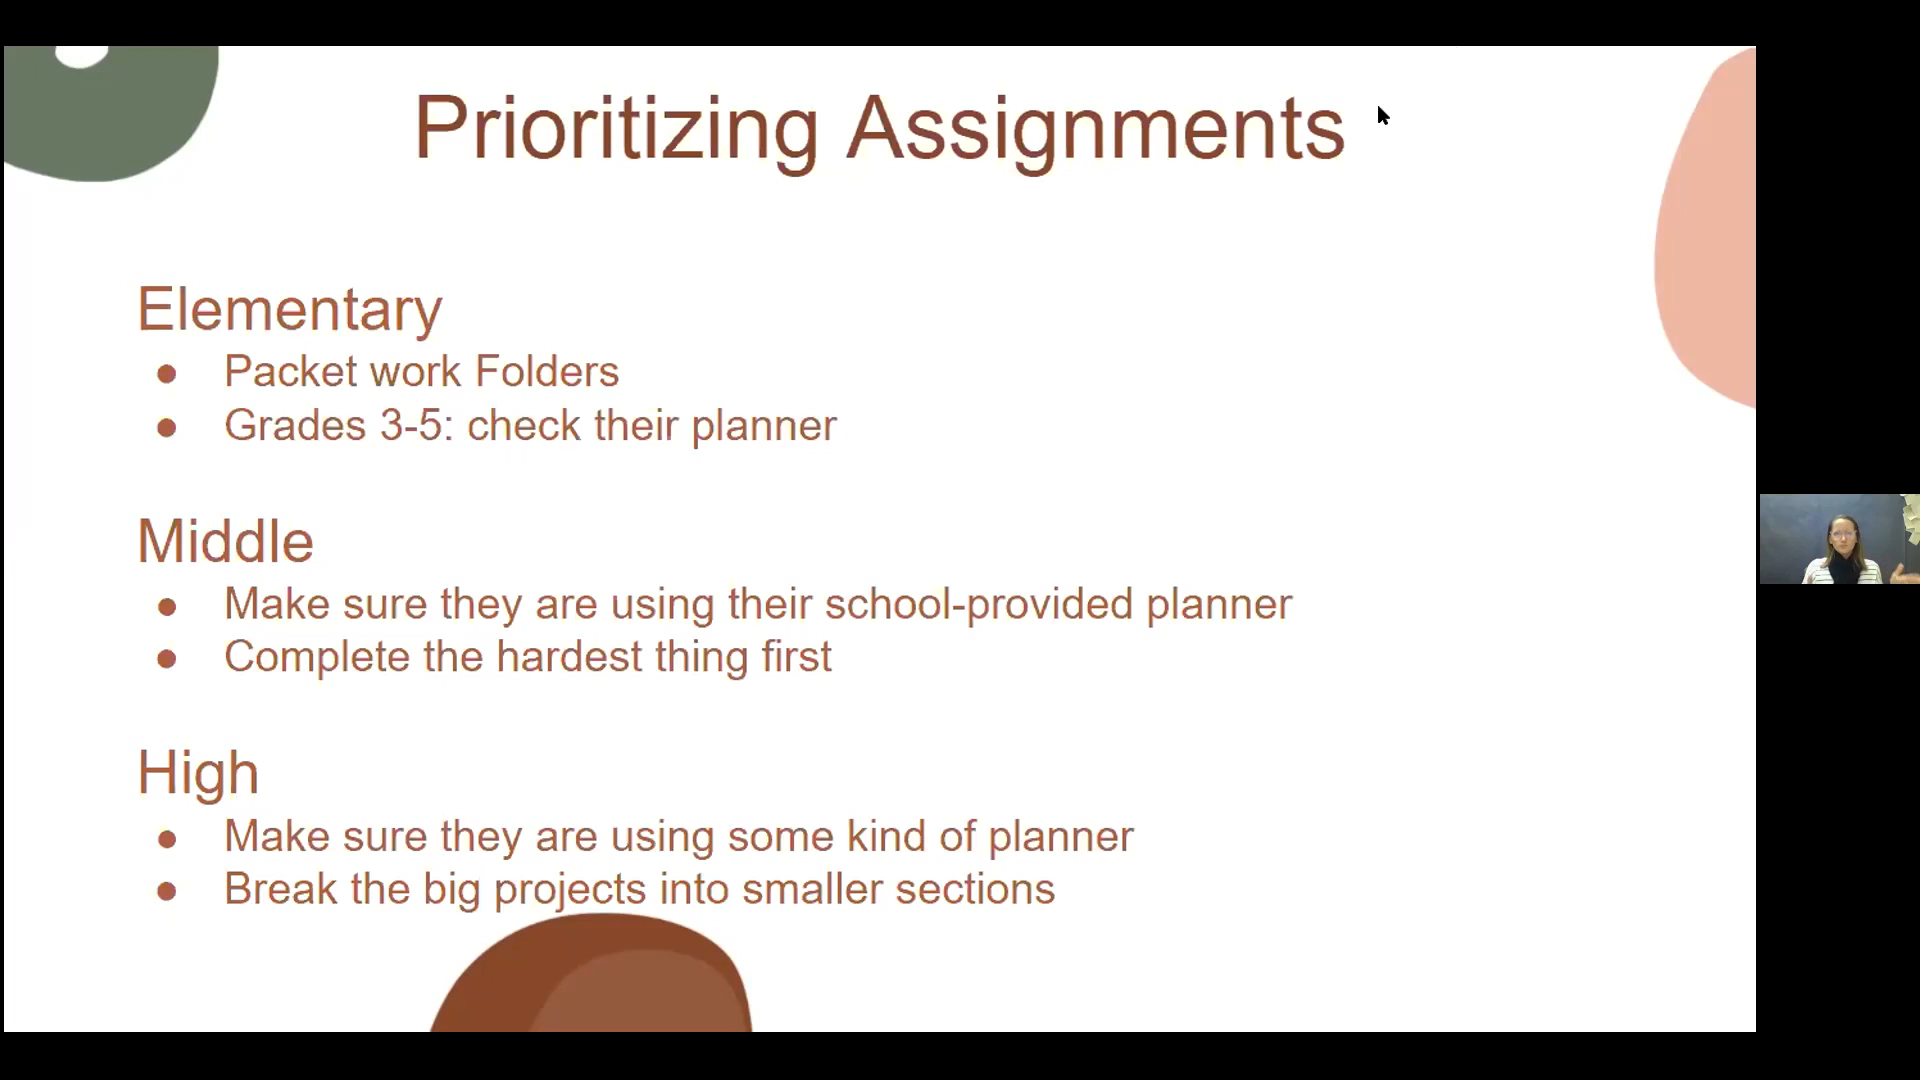 Prioritizing Assignments
Elementary
● Packet work Folders
● Grades 3-5: check their planner
Middle
● Make sure they are using their school-provided planner
● Complete the hardest thing first
High
● Make sure they are using some kind of planner
● Break the big projects into smaller sections